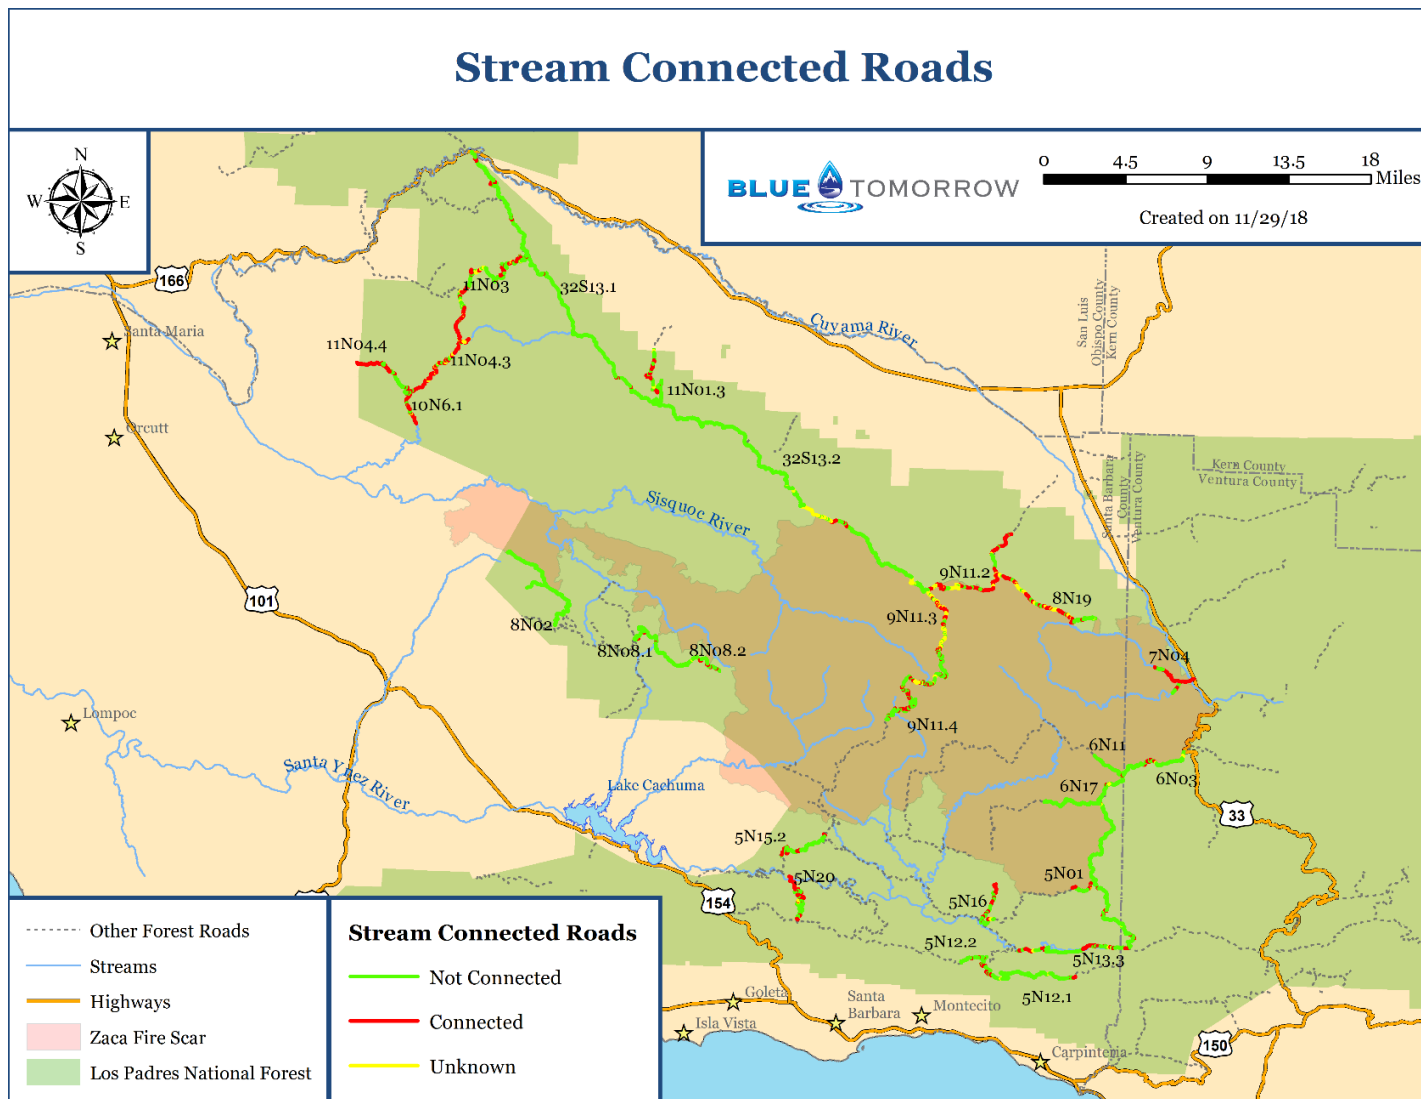 Stream Connected Roads
N
W E
S
BLUE TOMORROW
0 4.5 9 13.5 18
Miles
Created on 11/29/18
166
Santa Maria
Orcutt
101
Lompoc
11N03
32S13.1
11N04.4
11N04.3
10N6.1
11N01.3
32S13.2
Cuyama River
San Luis
Obispo County
Kern County
Kern County
Ventura County
Santa Barbara
County
Ventura County
Sisquoc River
9N11.2
8N19
9N11.3
8N02
8N08.1
8N08.2
7N04
9N11.4
6N11
6N03
6N17
33
Santa Ynez River
Lake Cachuma
5N15.2
5N20
5N01
5N16
154
5N12.2
5N13.3
5N12.1
Goleta
Isla Vista
Santa
Barbara
Montecito
Carpinteria
150
Other Forest Roads
Streams
Highways
Zaca Fire Scar
Los Padres National Forest
Stream Connected Roads
Not Connected
Connected
Unknown